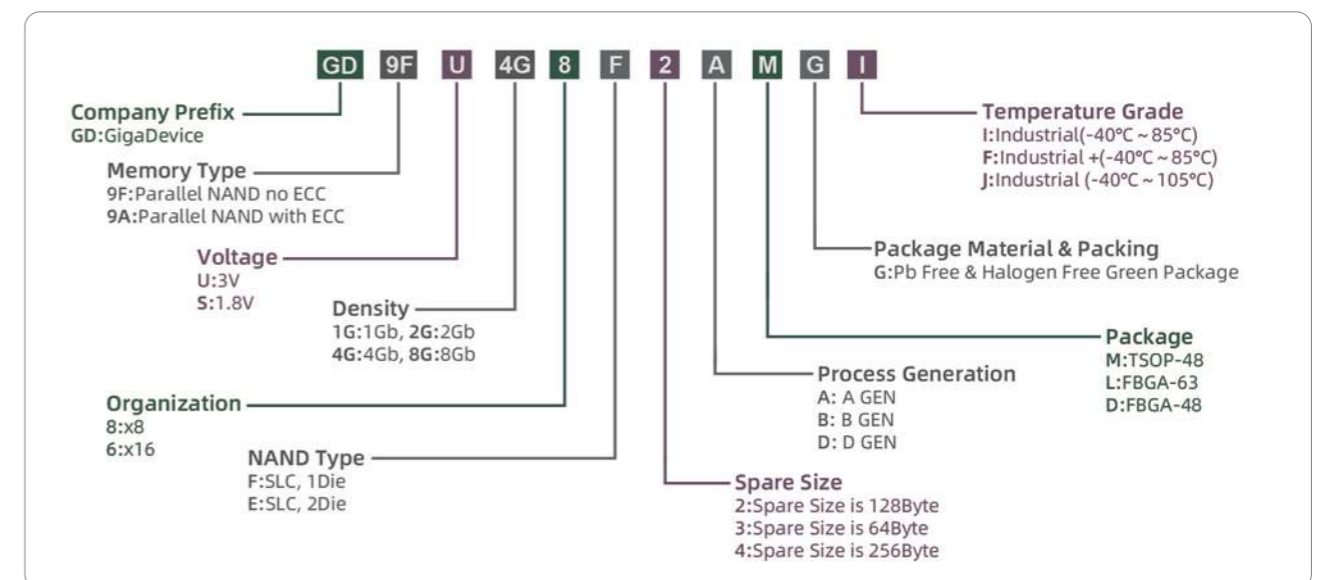 GD 9F U 4G 8 F 2 A M G I
Company Prefix
GD:GigaDevice
Memory Type
9F:Parallel NAND no ECC
9A:Parallel NAND with ECC
Voltage
U:3V
S:1.8V
Density
1G:1Gb, 2G:2Gb
4G:4Gb, 8G:8Gb
Organization
8:x8
6:x16
NAND Type
F:SLC, 1Die
E:SLC, 2Die
Temperature Grade
I:Industrial(-40℃ ~ 85℃)
F:Industrial +(-40℃ ~ 85℃)
J:Industrial (-40℃ ~ 105℃)
Package Material & Packing
G:Pb Free & Halogen Free Green Package
Package
M:TSOP-48
L:FBGA-63
D:FBGA-48
Process Generation
A: A GEN
B: B GEN
D: D GEN
Spare Size
2:Spare Size is 128Byte
3:Spare Size is 64Byte
4:Spare Size is 256Byte